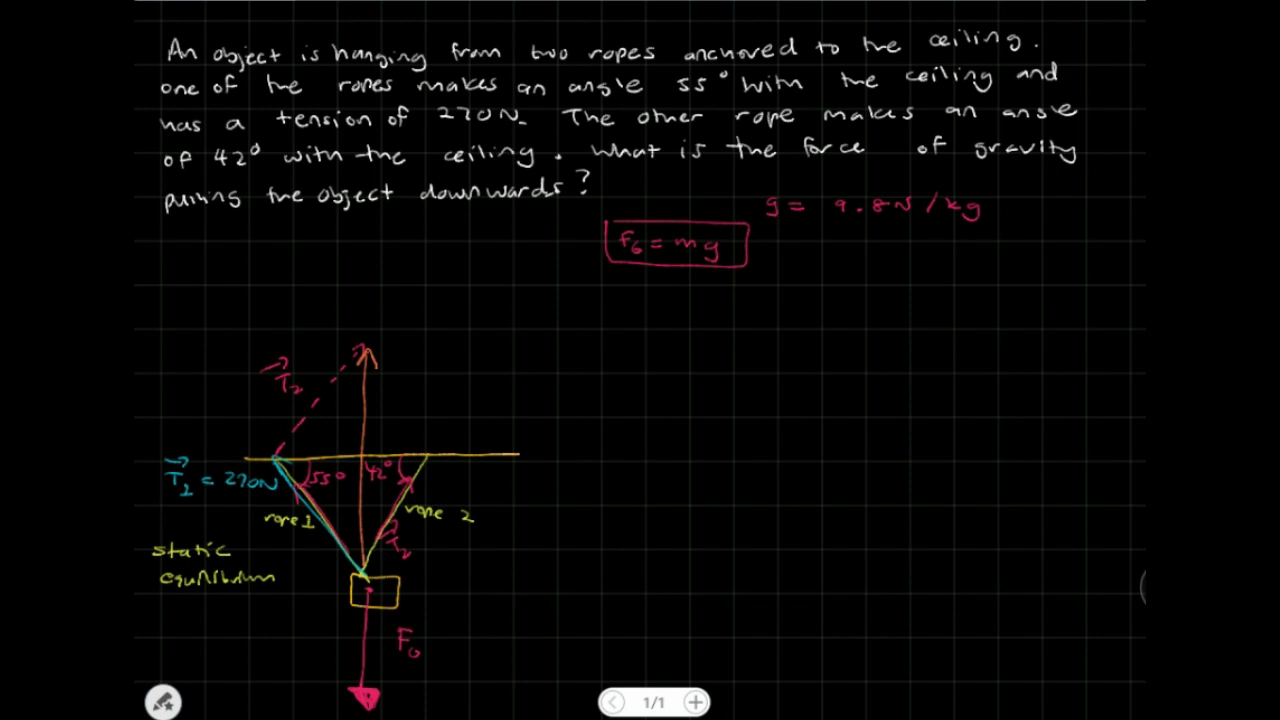 An object is hanging from two ropes anchored to the ceiling.
one of the ropes makes an angle 55° with the ceiling and
has a tension of 270N. The other rope makes an angle
of 42° with the ceiling. What is the force of gravity
pulling the object downwards?
g = 9.8N/kg
FG = mg
T2
T2 = 270N
55°
42°
rope 1
rope 2
T2
static
equilibrium
FG
1/1